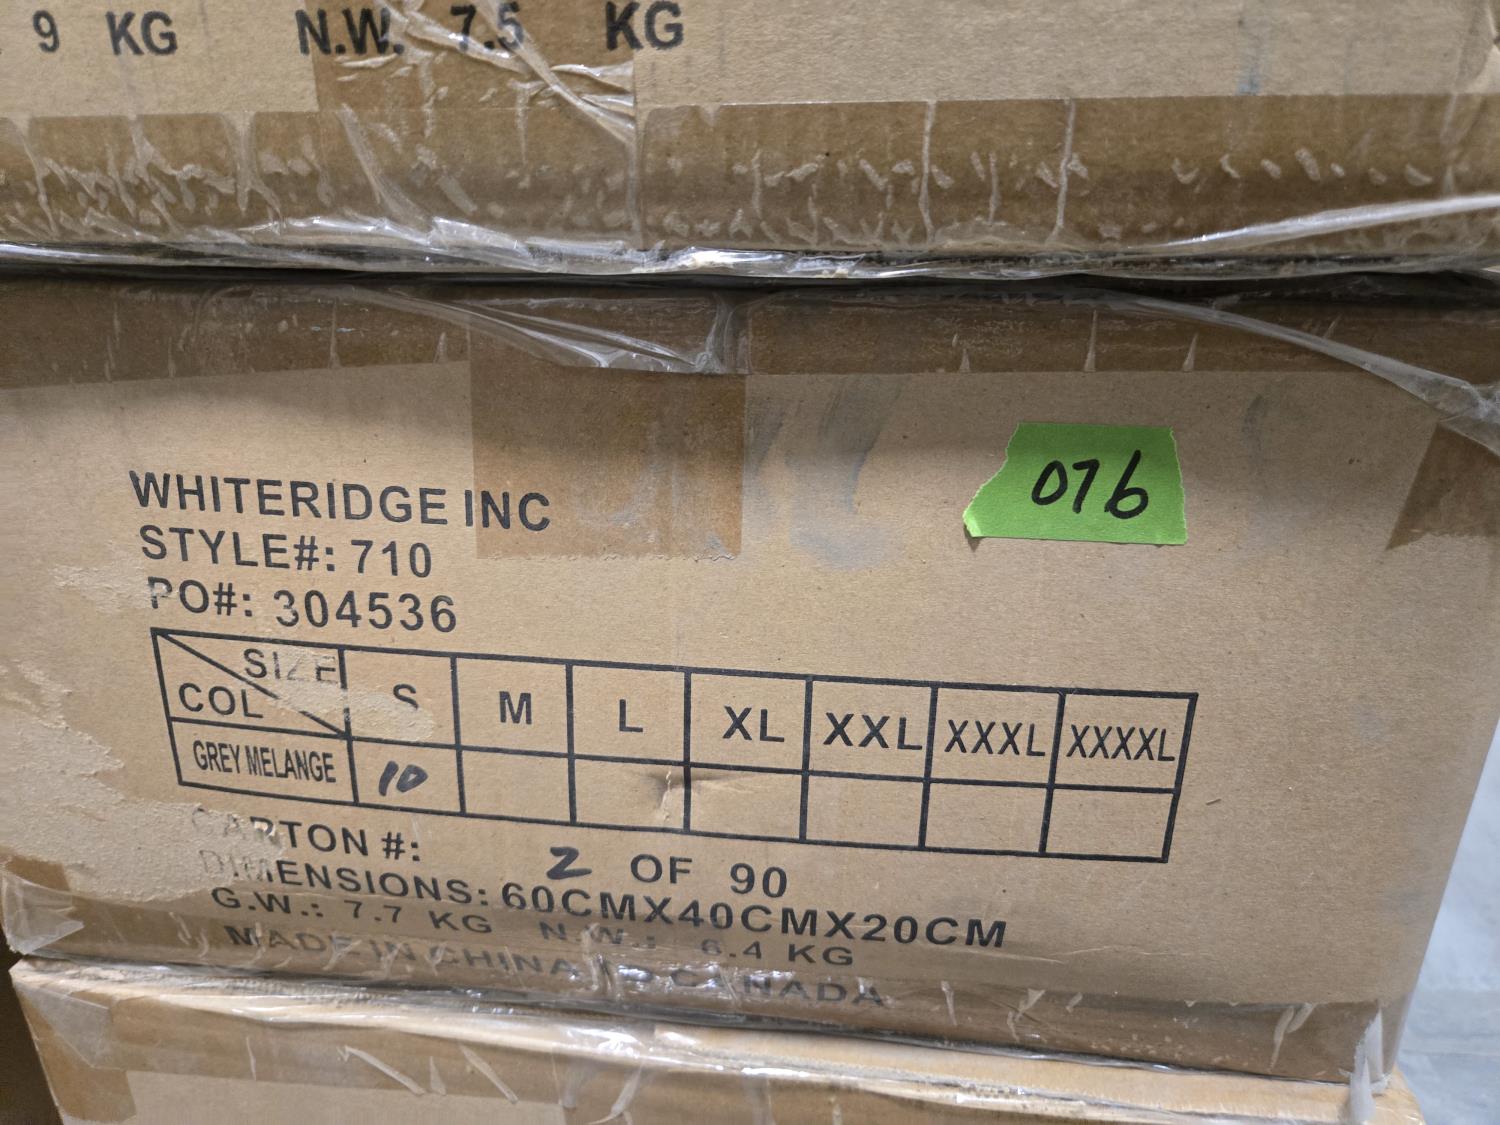 9 KG N.W. 7.5 KG
076
WHITERIDGE INC
STYLE#: 710
PO#: 304536
SIZE S M L XL XXL XXXL XXXXL
COL
GREY MELANGE 10
CARTON #: 2 OF 90
DIMENSIONS: 60CMX40CMX20CM
G.W.: 7.7 KG N.W.: 6.4 KG
MADE IN CHINA TO CANADA